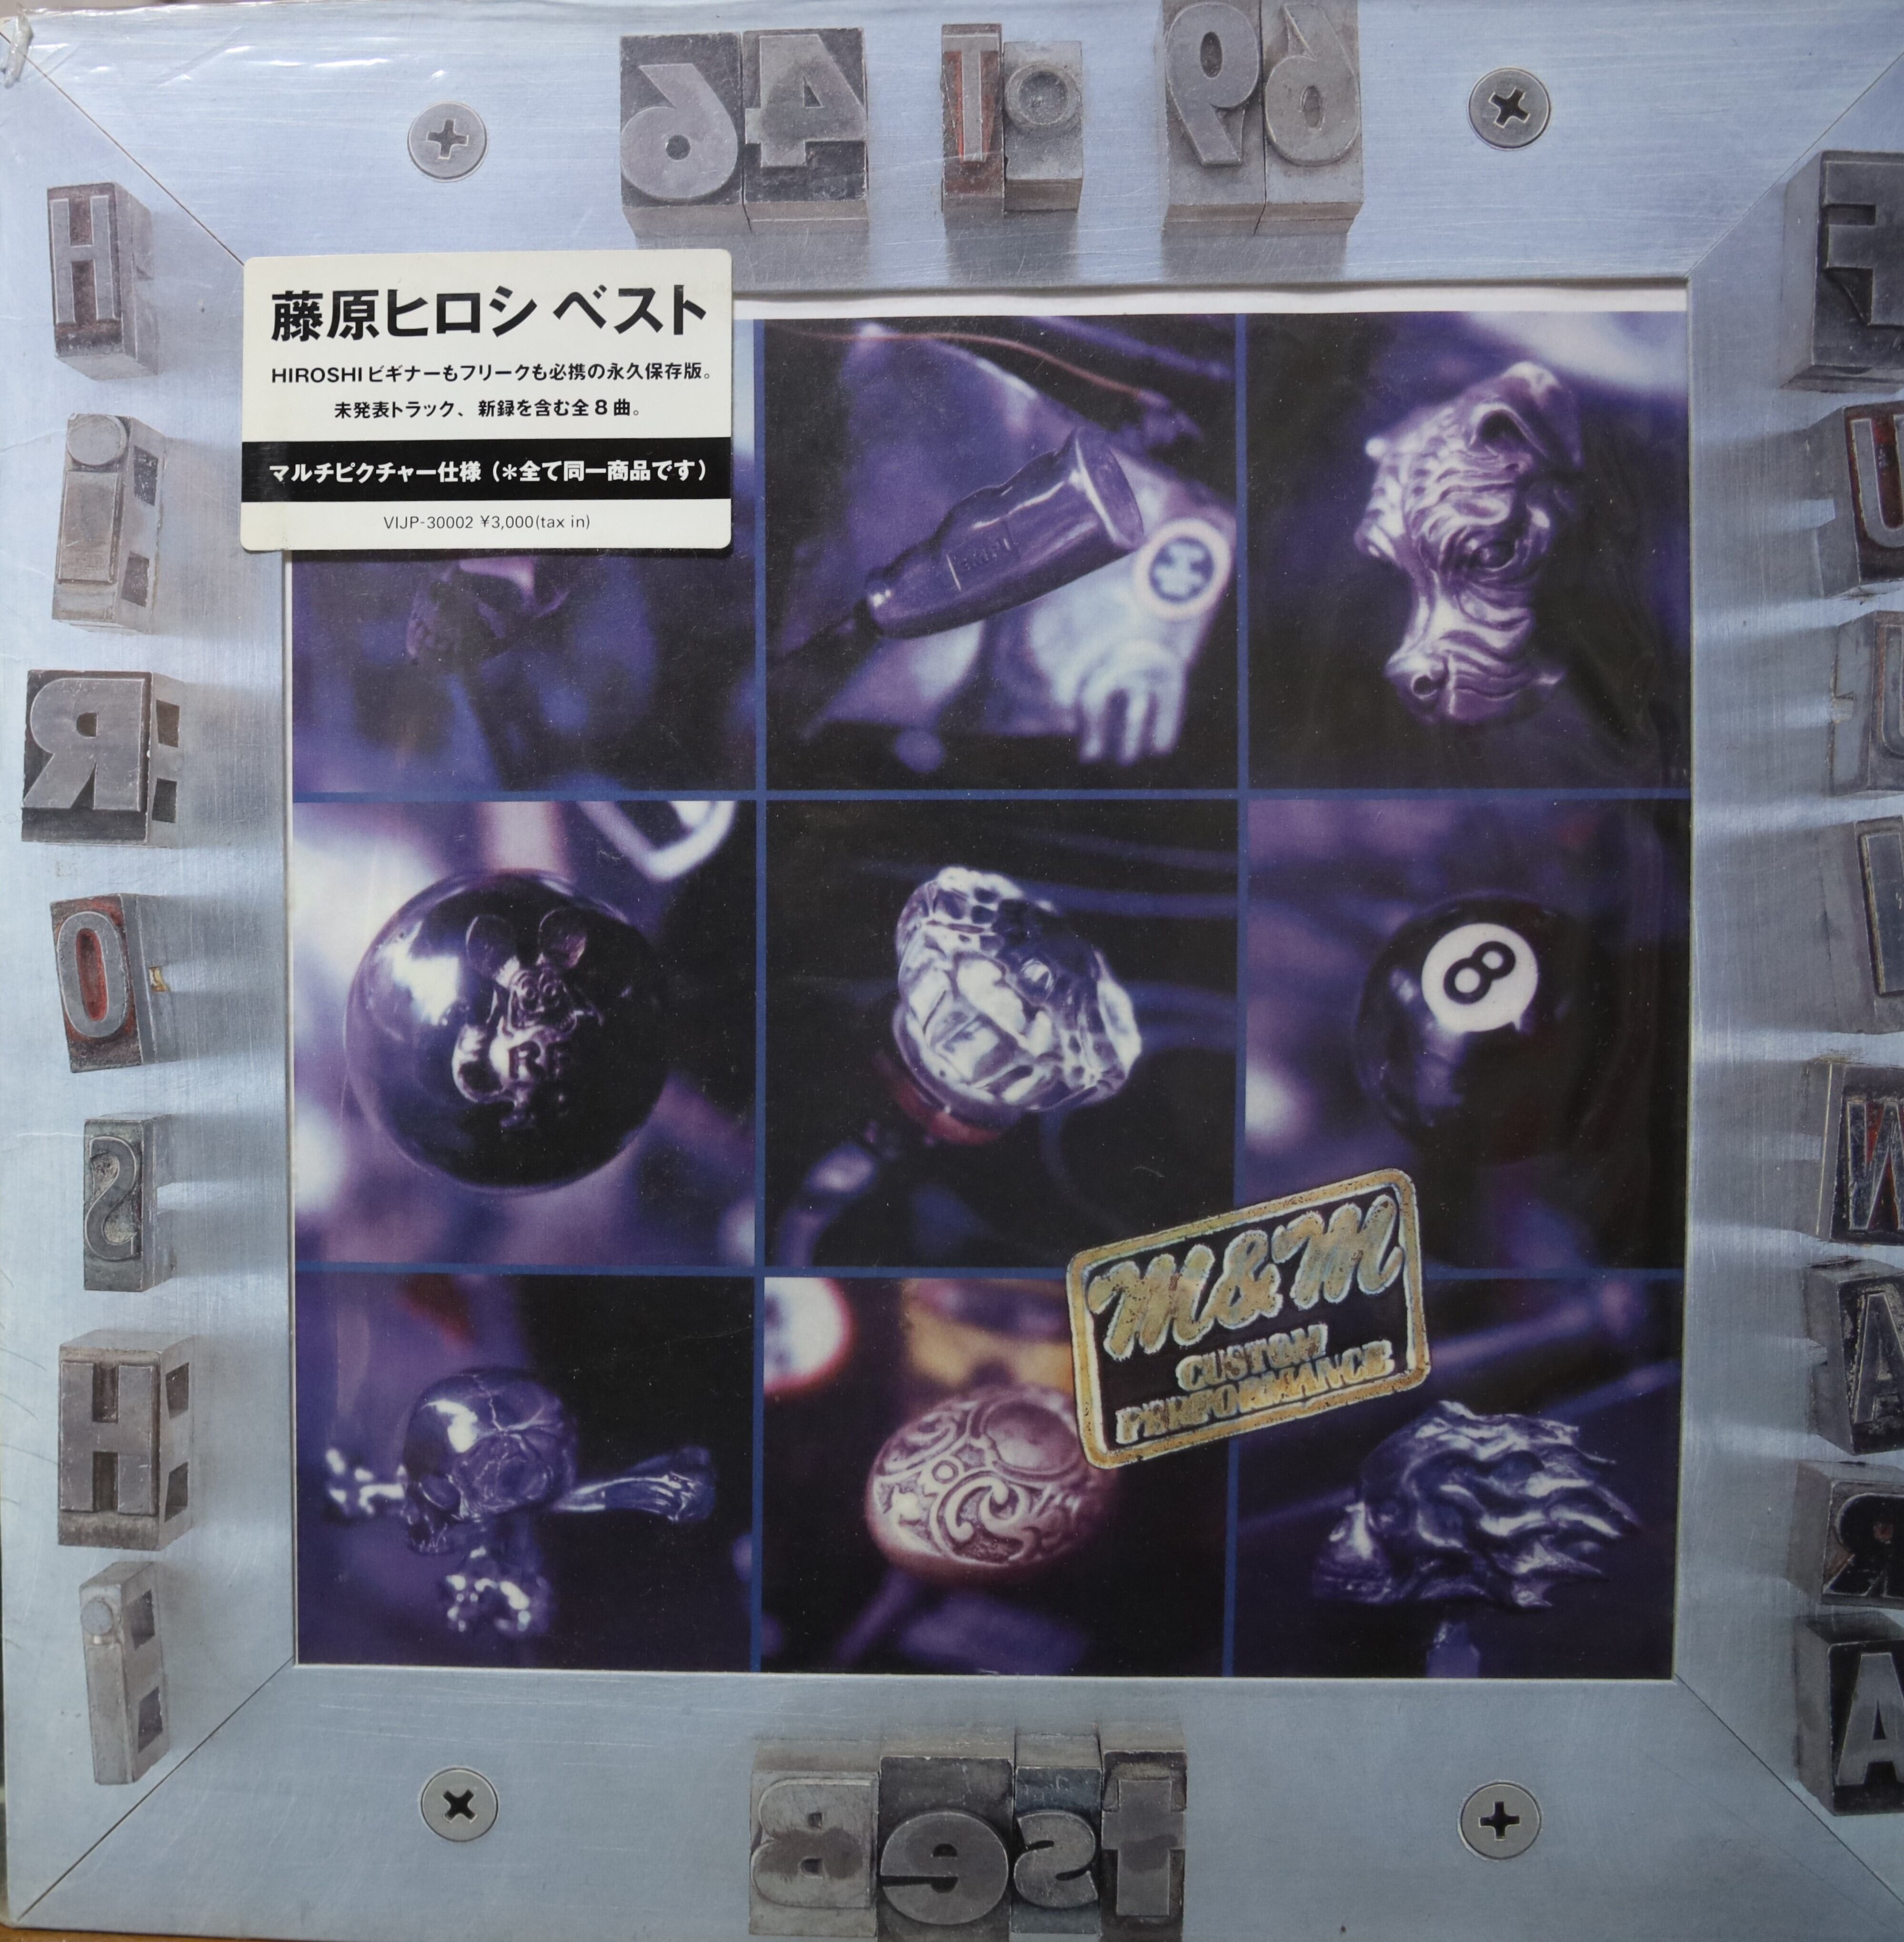 94 To 96
HiROSHi
藤原ヒロシ ベスト
HIROSHIビギナーもフリークも必携の永久保存版。
未発表トラック、新録を含む全8曲。
マルチピクチャー仕様（＊全て同一商品です）
VIJP-30002 ¥3,000(tax in)
RF
8
M&M
CUSTOM
PERFORMANCE
FUJIWARA
Best